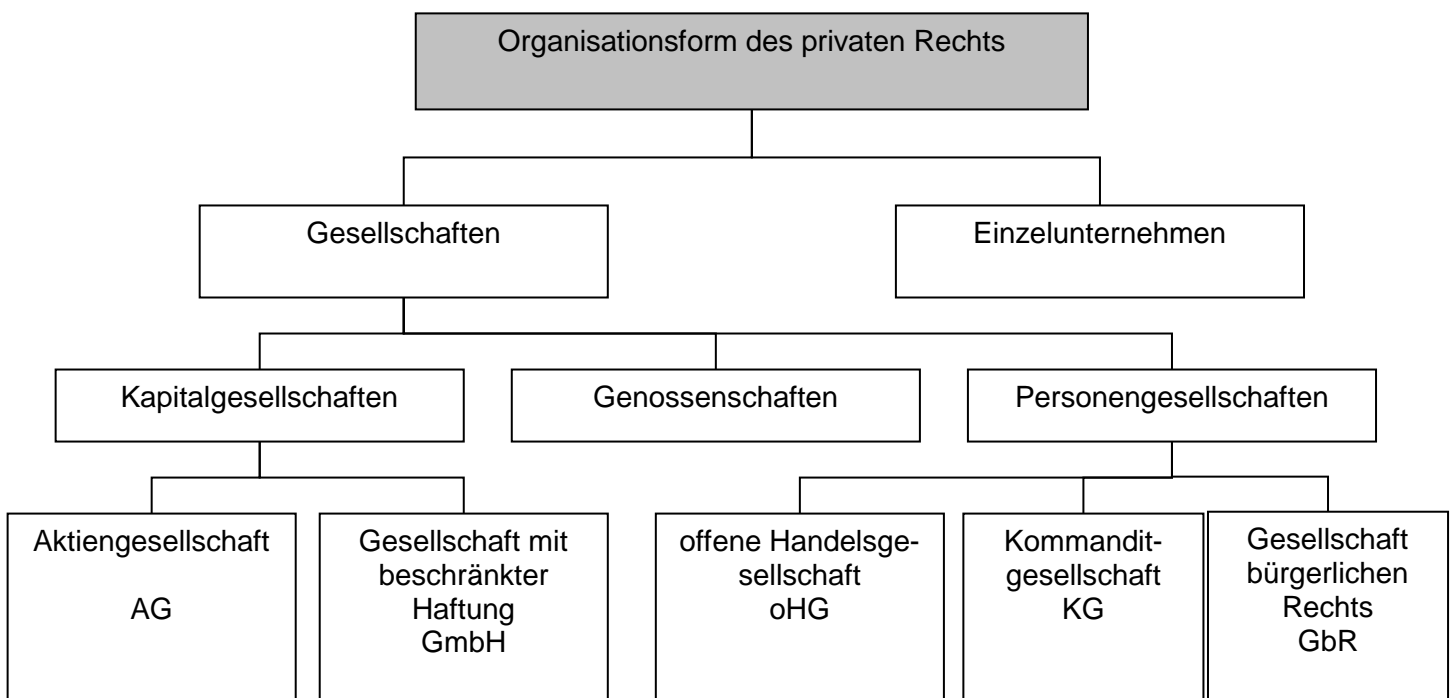 Organisationsform des privaten Rechts
Gesellschaften
Einzelunternehmen
Kapitalgesellschaften
Genossenschaften
Personengesellschaften
Aktiengesellschaft
AG
Gesellschaft mit
beschränkter
Haftung
GmbH
offene Handelsge-
sellschaft
oHG
Kommandit-
gesellschaft
KG
Gesellschaft
bürgerlichen
Rechts
GbR